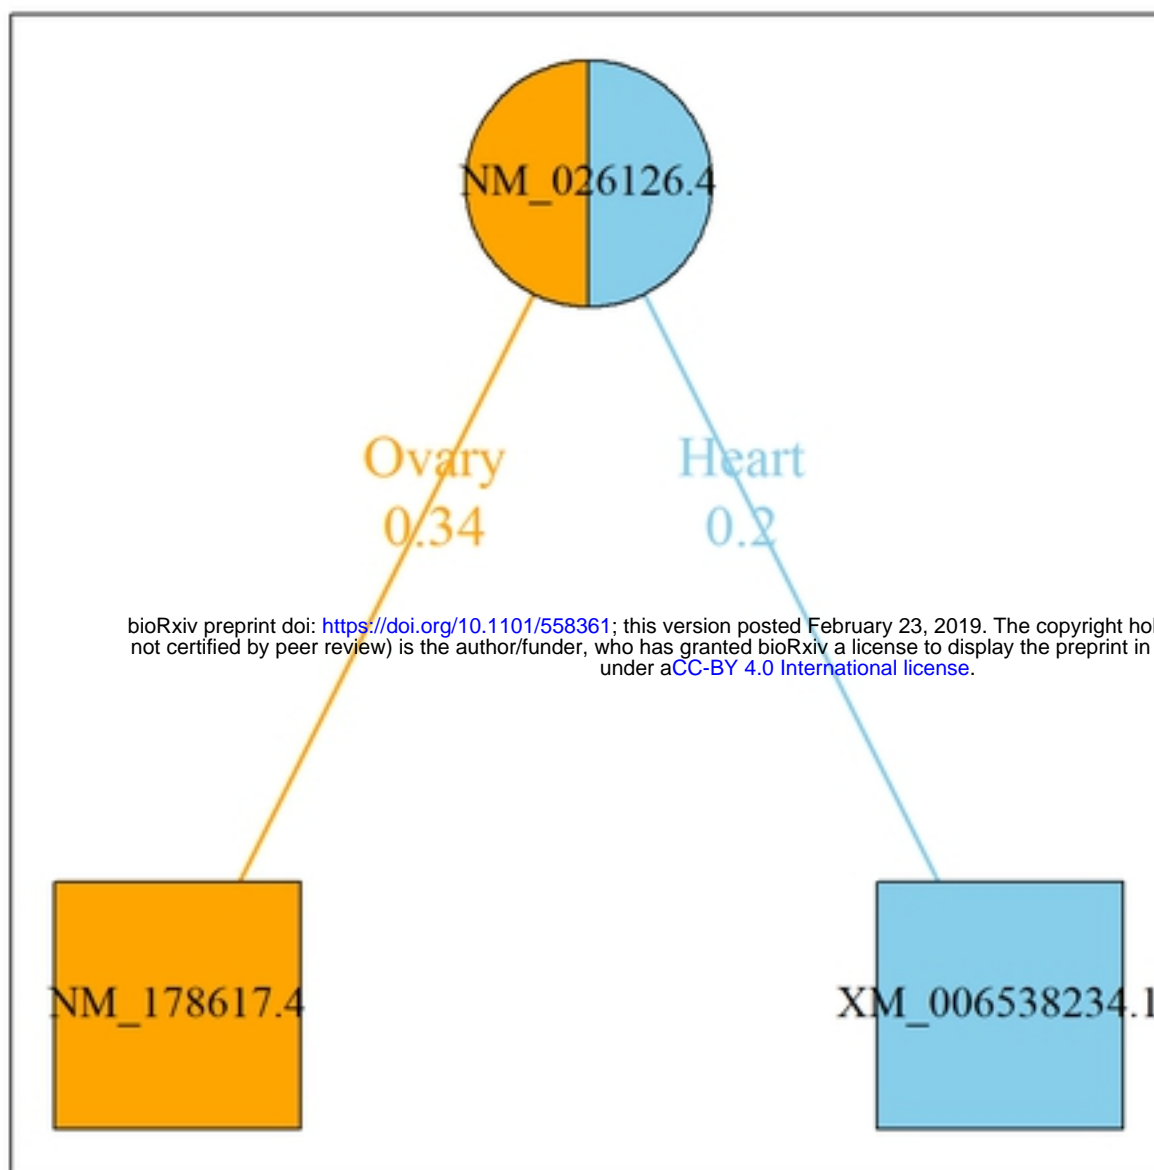 NM_026126.4
Ovary Heart
0.34 0.2
bioRxiv preprint doi: https://doi.org/10.1101/558361; this version posted February 23, 2019. The copyright
not certified by peer review) is the author/funder, who has granted bioRxiv a license to display the preprint in
under aCC-BY 4.0 International license.
NM_178617.4 XM_006538234.1